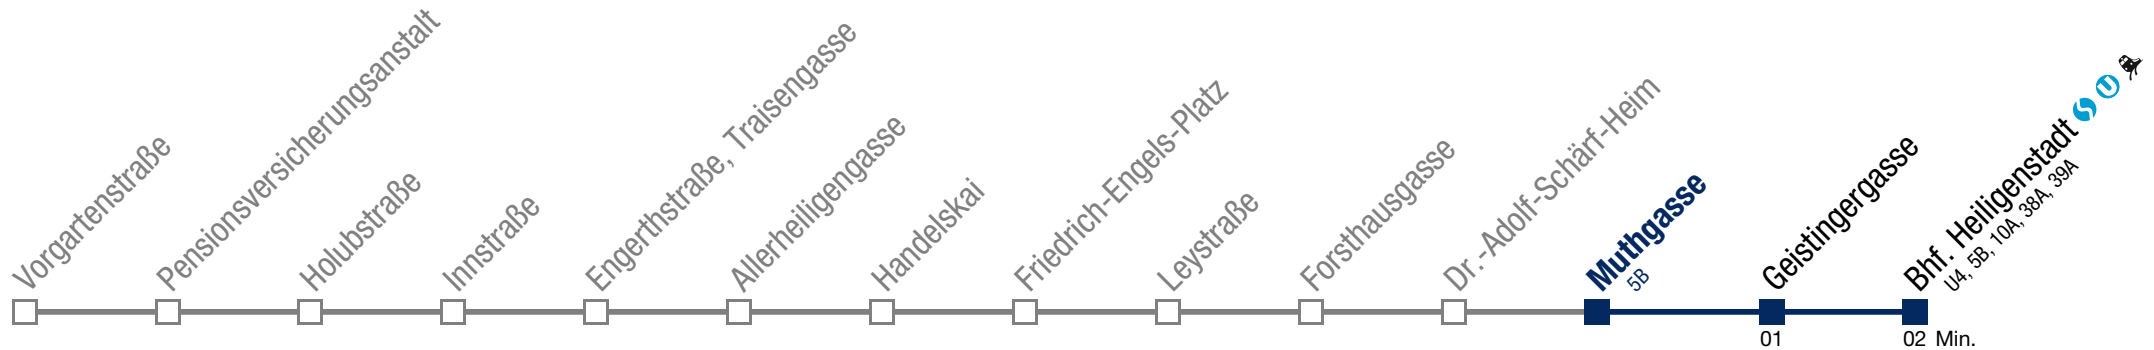 Vorgartenstraße
Pensionsversicherungsanstalt
Holubstraße
Innstraße
Engerthstraße, Traisengasse
Allerheiligengasse
Handelskai
Friedrich-Engels-Platz
Leystraße
Forsthausgasse
Dr.-Adolf-Schärf-Heim
Muthgasse
5B
Geistingergasse
Bhf. Heiligenstadt S U
U4, 5B, 10A, 38A, 39A
01
02 Min.